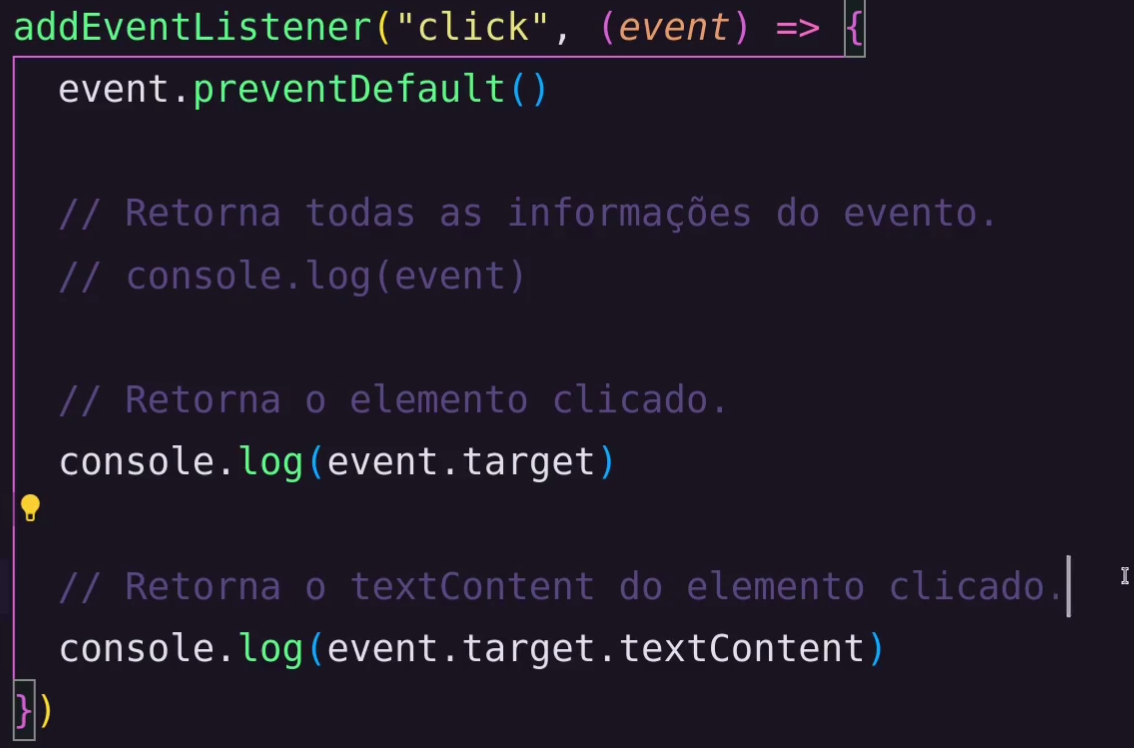 addEventListener("click", (event) => {
event.preventDefault()
// Retorna todas as informações do evento.
// console.log(event)
// Retorna o elemento clicado.
console.log(event.target)
// Retorna o textContent do elemento clicado.
console.log(event.target.textContent)
})